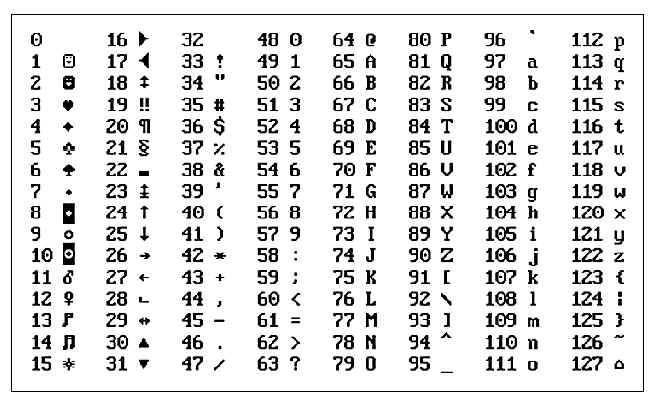 0 16 ► 32 48 0 64 @ 80 P 96 ` 112 p
1 ☺ 17 ◄ 33 ! 49 1 65 A 81 Q 97 a 113 q
2 ☻ 18 ↕ 34 " 50 2 66 B 82 R 98 b 114 r
3 ♥ 19 ‼ 35 # 51 3 67 C 83 S 99 c 115 s
4 ♦ 20 ¶ 36 $ 52 4 68 D 84 T 100 d 116 t
5 ♣ 21 § 37 % 53 5 69 E 85 U 101 e 117 u
6 ♠ 22 ▬ 38 & 54 6 70 F 86 V 102 f 118 v
7 • 23 ↨ 39 ' 55 7 71 G 87 W 103 g 119 w
8 ◘ 24 ↑ 40 ( 56 8 72 H 88 X 104 h 120 x
9 ○ 25 ↓ 41 ) 57 9 73 I 89 Y 105 i 121 y
10 ◙ 26 → 42 * 58 : 74 J 90 Z 106 j 122 z
11 ♂ 27 ← 43 + 59 ; 75 K 91 [ 107 k 123 {
12 ♀ 28 ∟ 44 , 60 < 76 L 92 \ 108 l 124 ¦
13 ♪ 29 ↔ 45 - 61 = 77 M 93 ] 109 m 125 }
14 ♫ 30 ▲ 46 . 62 > 78 N 94 ^ 110 n 126 ~
15 ☼ 31 ▼ 47 / 63 ? 79 O 95 _ 111 o 127 ⌂